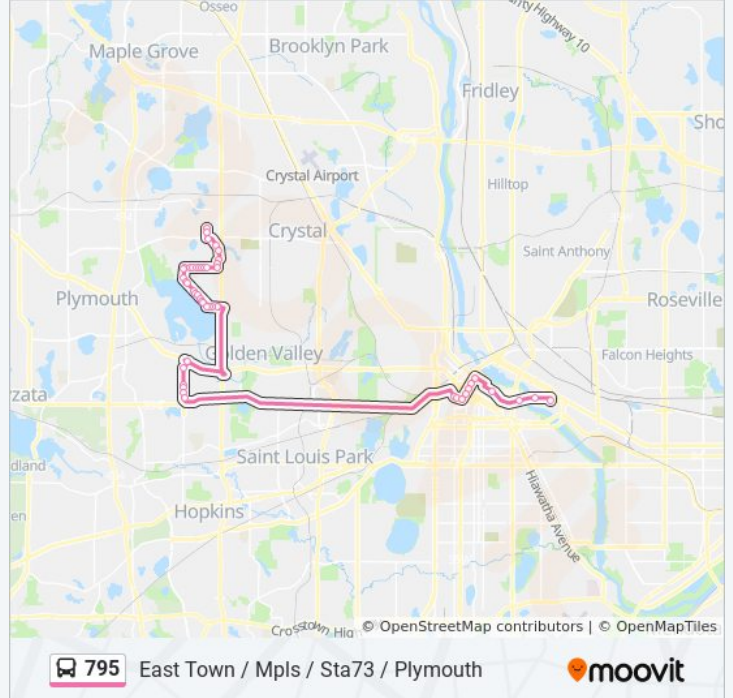 Osseo
Maple Grove
Brooklyn Park
nty Highway 10
Fridley
Sho
Crystal Airport
Hilltop
Crystal
Saint Anthony
Plymouth
Roseville
Golden Valley
Falcon Heights
zata
Saint Louis Park
dland
Hiawatha Avenue
Hopkins
en
Crosstown Hig
© OpenStreetMap contributors | © OpenMapTiles
795 East Town / Mpls / Sta73 / Plymouth
moovit